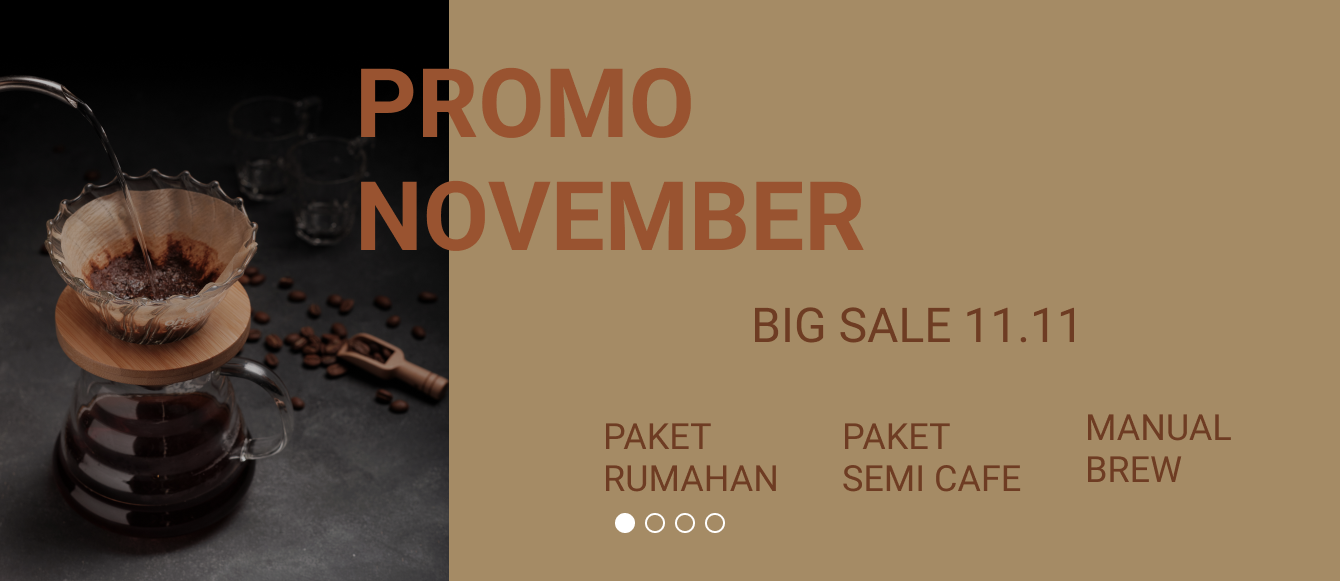 PROMO
NOVEMBER
BIG SALE 11.11
PAKET
RUMAHAN
PAKET
SEMI CAFE
MANUAL
BREW